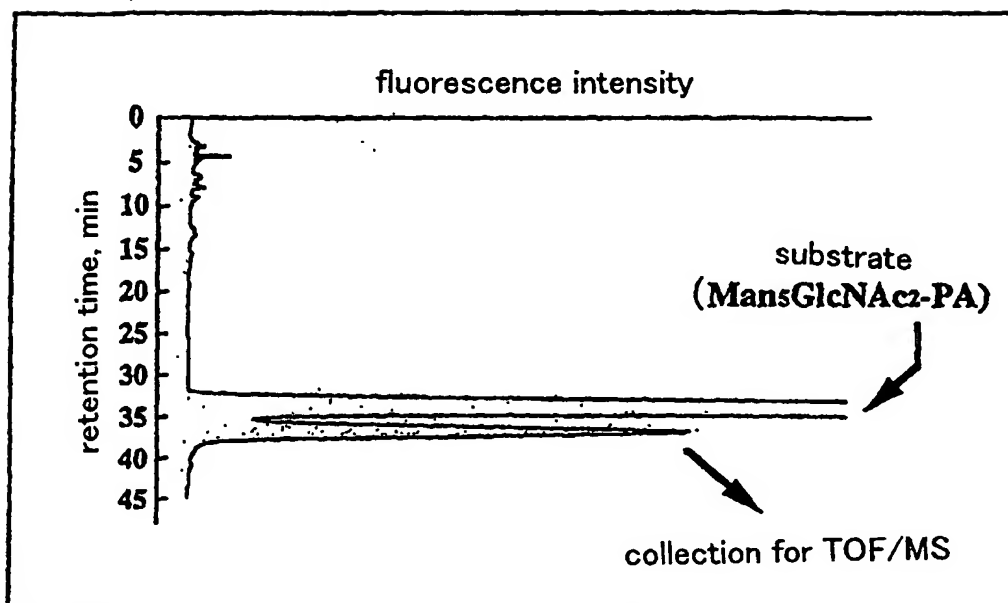 fluorescence intensity
0
5
10
15
20
25
30
35
40
45
retention time, min
substrate
(Man5GlcNAc2-PA)
collection for TOF/MS